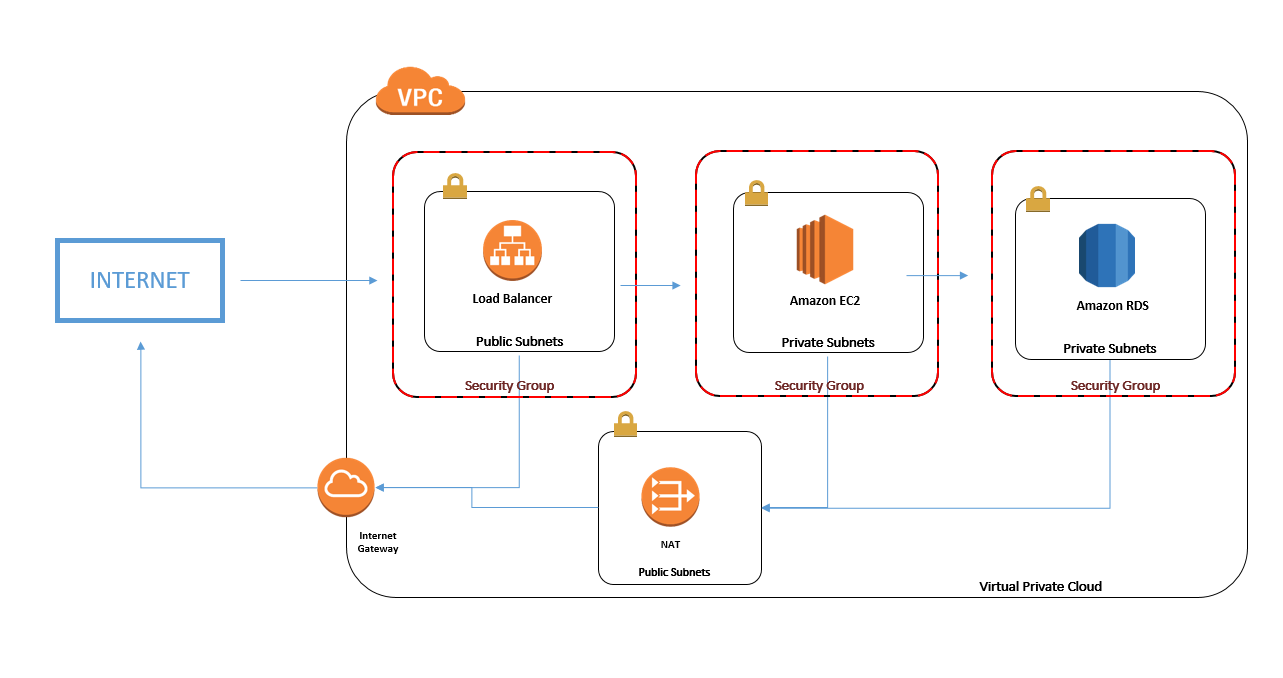 VPC
INTERNET
Load Balancer
Public Subnets
Security Group
Amazon EC2
Private Subnets
Security Group
Amazon RDS
Private Subnets
Security Group
Internet
Gateway
NAT
Public Subnets
Virtual Private Cloud